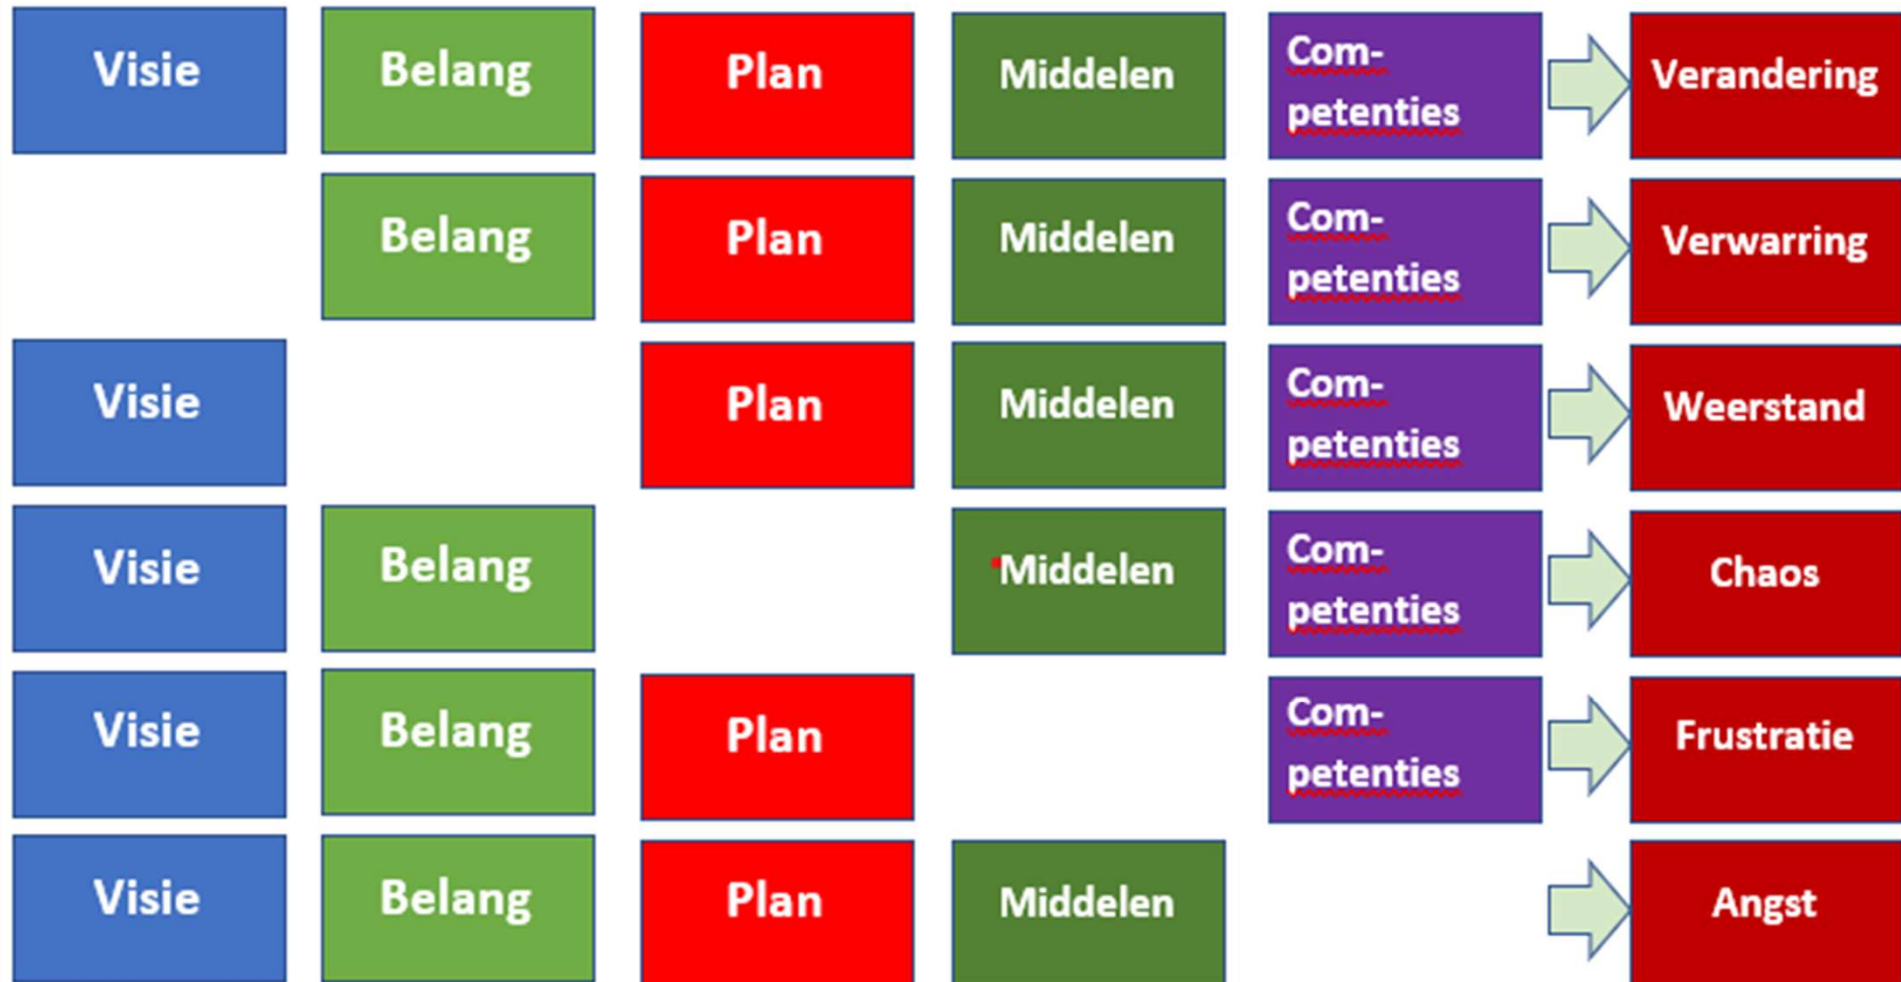 Visie Belang Plan Middelen Com-
petenties Verandering
Belang Plan Middelen Com-
petenties Verwarring
Visie Plan Middelen Com-
petenties Weerstand
Visie Belang Middelen Com-
petenties Chaos
Visie Belang Plan Com-
petenties Frustratie
Visie Belang Plan Middelen Angst